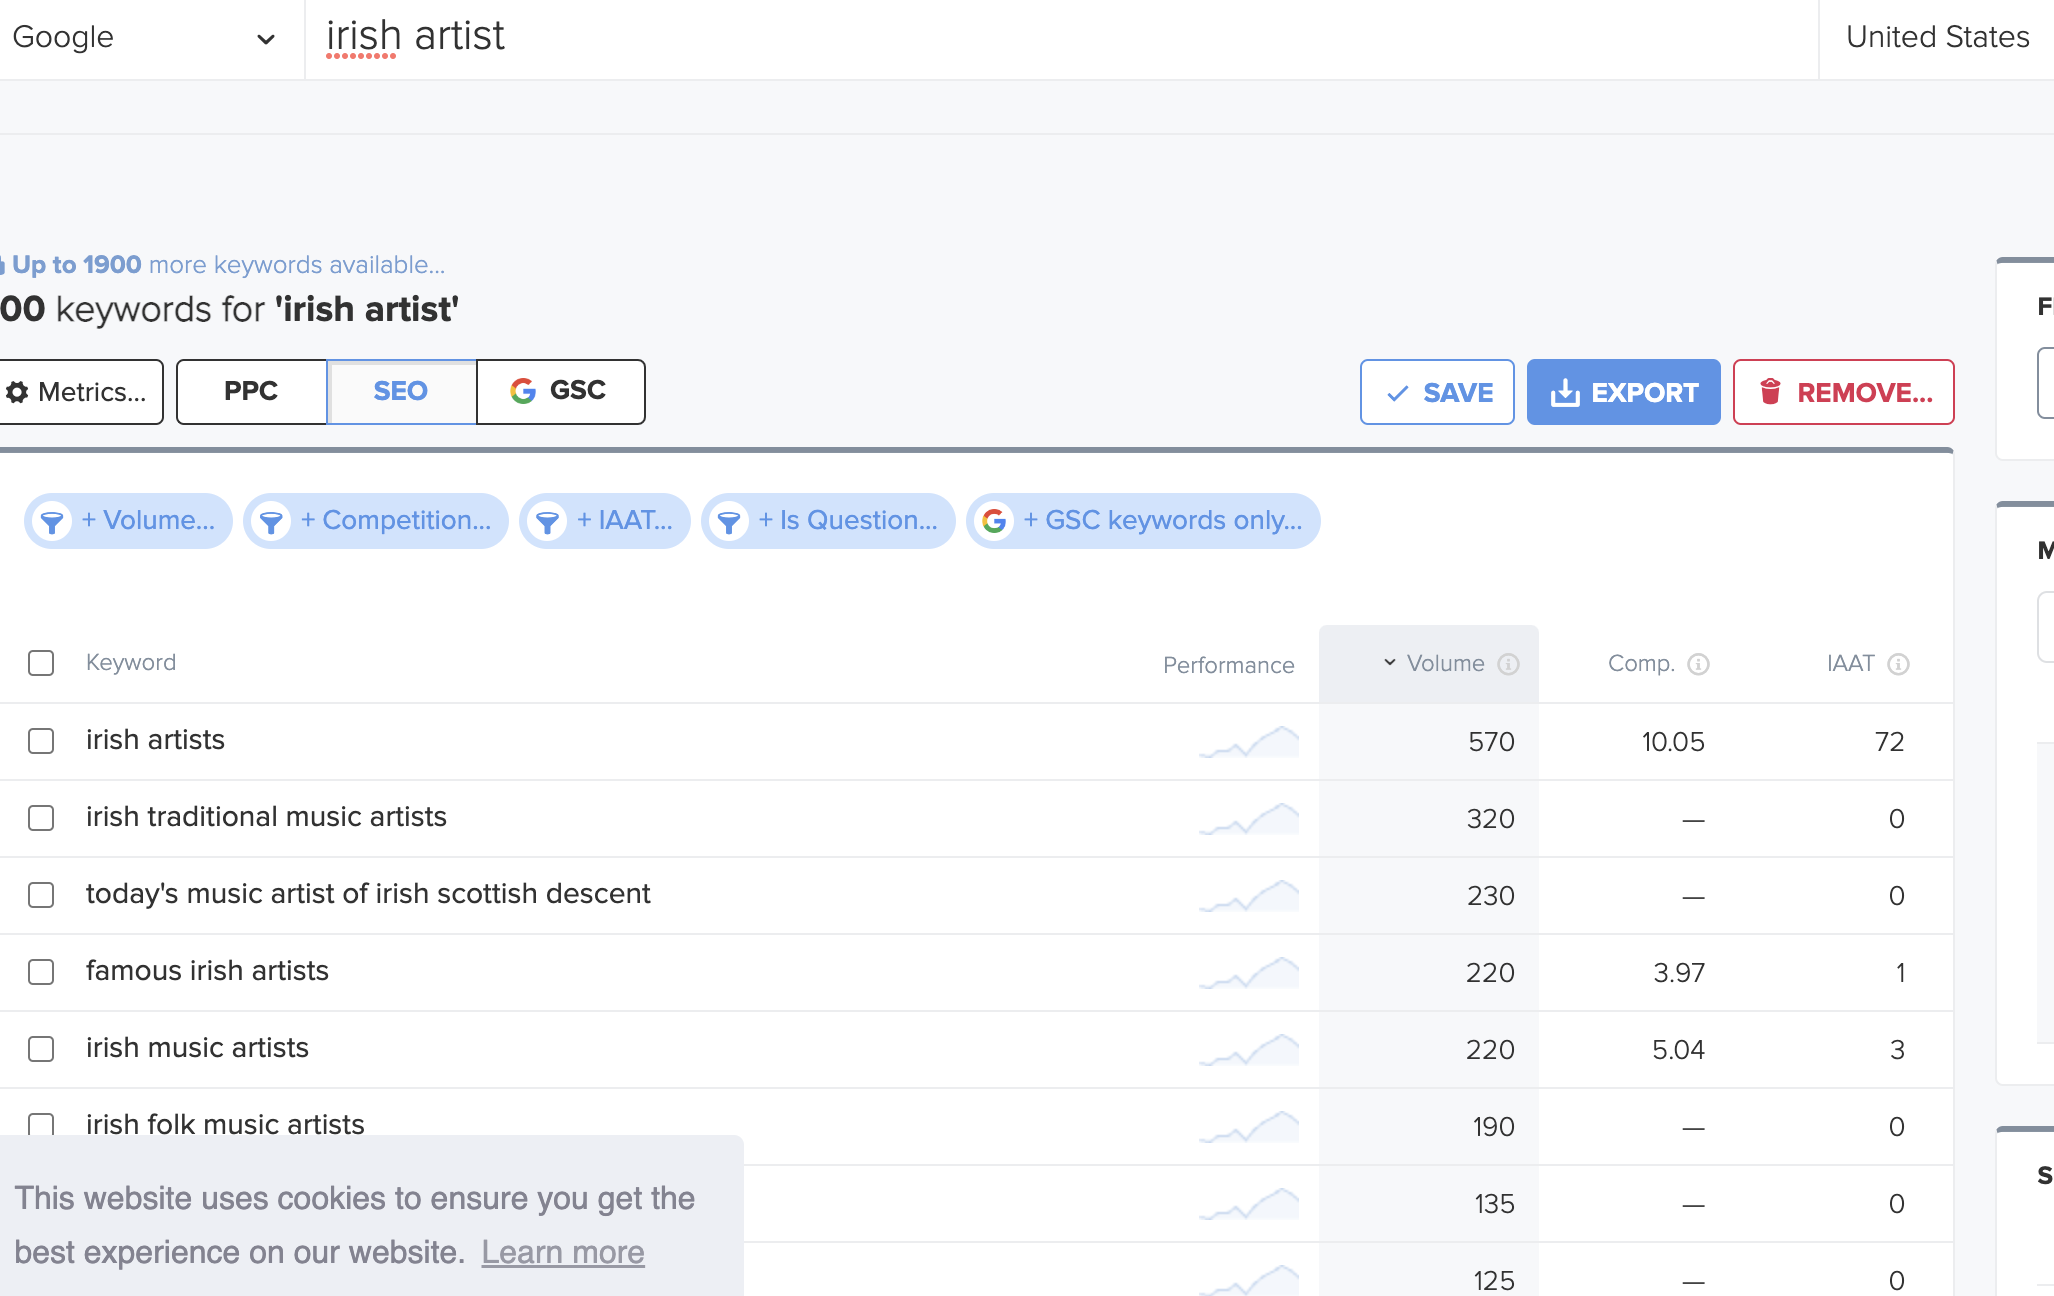 Google
irish artist
United States
Up to 1900 more keywords available...
00 keywords for 'irish artist'
Metrics...
PPC
SEO
GSC
SAVE
EXPORT
REMOVE...
+ Volume...
+ Competition...
+ IAAT...
+ Is Question...
+ GSC keywords only...
Keyword
Performance
Volume
Comp.
IAAT
irish artists 570 10.05 72
irish traditional music artists 320 — 0
today's music artist of irish scottish descent 230 — 0
famous irish artists 220 3.97 1
irish music artists 220 5.04 3
irish folk music artists 190 — 0
135 — 0
125 — 0
This website uses cookies to ensure you get the
best experience on our website. Learn more